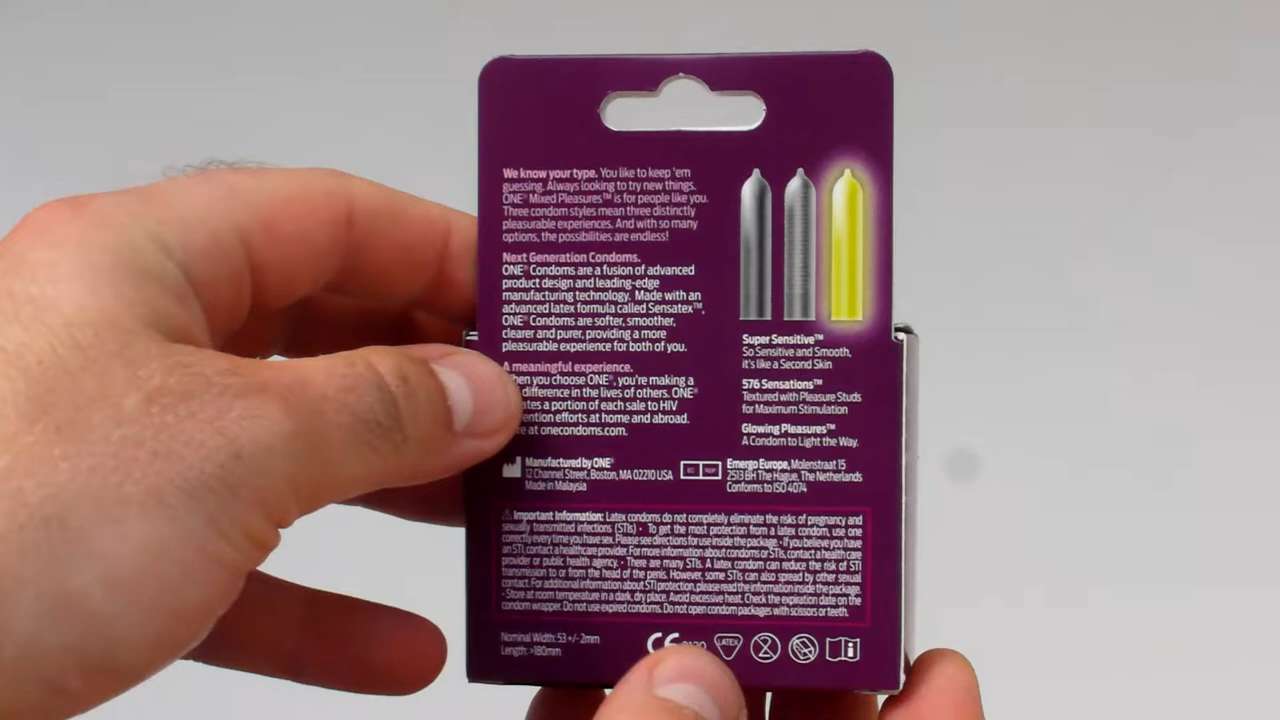 We know your type. You like to keep 'em
guessing. Always looking to try new things.
ONE® Mixed Pleasures™ is for people like you.
Three condom styles mean three distinctly
pleasurable experiences. And with so many
options, the possibilities are endless!
Next Generation Condoms.
ONE® Condoms are a fusion of advanced
product design and leading-edge
manufacturing technology. Made with an
advanced latex formula called Sensatex™,
ONE® Condoms are softer, smoother,
clearer and purer, providing a more
pleasurable experience for both of you.
A meaningful experience.
hen you choose ONE®, you're making a
difference in the lives of others. ONE®
ates a portion of each sale to HIV
ention efforts at home and abroad.
e at onecondoms.com.
Super Sensitive™
So Sensitive and Smooth,
it's like a Second Skin
576 Sensations™
Textured with Pleasure Studs
for Maximum Stimulation
Glowing Pleasures™
A Condom to Light the Way.
Manufactured by ONE®
12 Channel Street, Boston, MA 02210 USA
Made in Malaysia
EC REP
Emergo Europe, Molenstraat 15
2513 BH The Hague, The Netherlands
Conforms to ISO 4074
Important Information: Latex condoms do not completely eliminate the risks of pregnancy and
sexually transmitted infections (STIs) • To get the most protection from a latex condom, use one
correctly every time you have sex. Please see directions for use inside the package. • If you believe you have
an STI, contact a healthcare provider. For more information about condoms or STIs, contact a health care
provider or public health agency. • There are many STIs. A latex condom can reduce the risk of STI
transmission to or from the head of the penis. However, some STIs can also spread by other sexual
contact. For additional information about STI protection, please read the information inside the package.
• Store at room temperature in a dark, dry place. Avoid excessive heat. Check the expiration date on the
condom wrapper. Do not use expired condoms. Do not open condom packages with scissors or teeth.
Nominal Width: 53 +/- 2mm
Length: >180mm
CE
LATEX
2
i